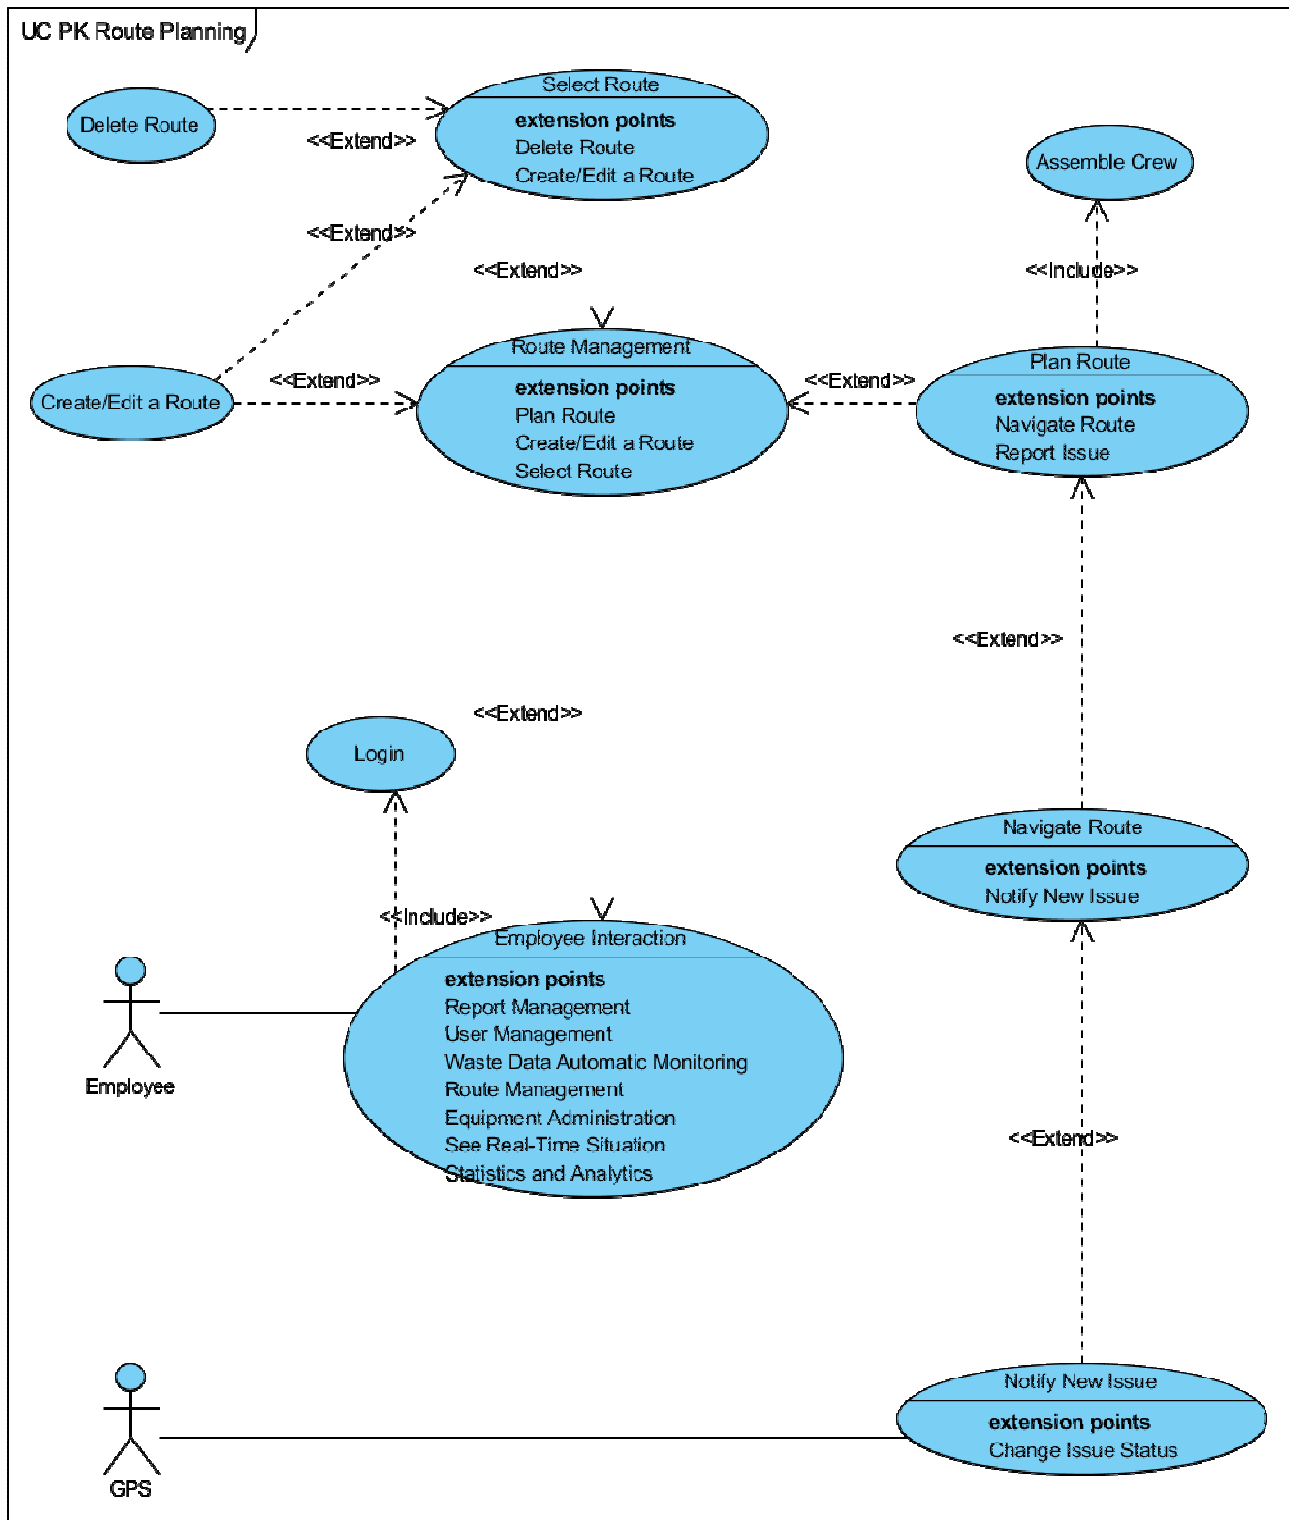 UC PK Route Planning
Select Route
extension points
Delete Route
Create/Edit a Route
Delete Route
<<Extend>>
Assemble Crew
<<Extend>>
<<Extend>>
<<Include>>
Route Management
extension points
Plan Route
Create/Edit a Route
Select Route
Create/Edit a Route
<<Extend>>
<<Extend>>
Plan Route
extension points
Navigate Route
Report Issue
<<Extend>>
<<Extend>>
Login
Navigate Route
extension points
Notify New Issue
<<Include>>
Employee Interaction
extension points
Report Management
User Management
Waste Data Automatic Monitoring
Route Management
Equipment Administration
See Real-Time Situation
Statistics and Analytics
Employee
<<Extend>>
Notify New Issue
extension points
Change Issue Status
GPS